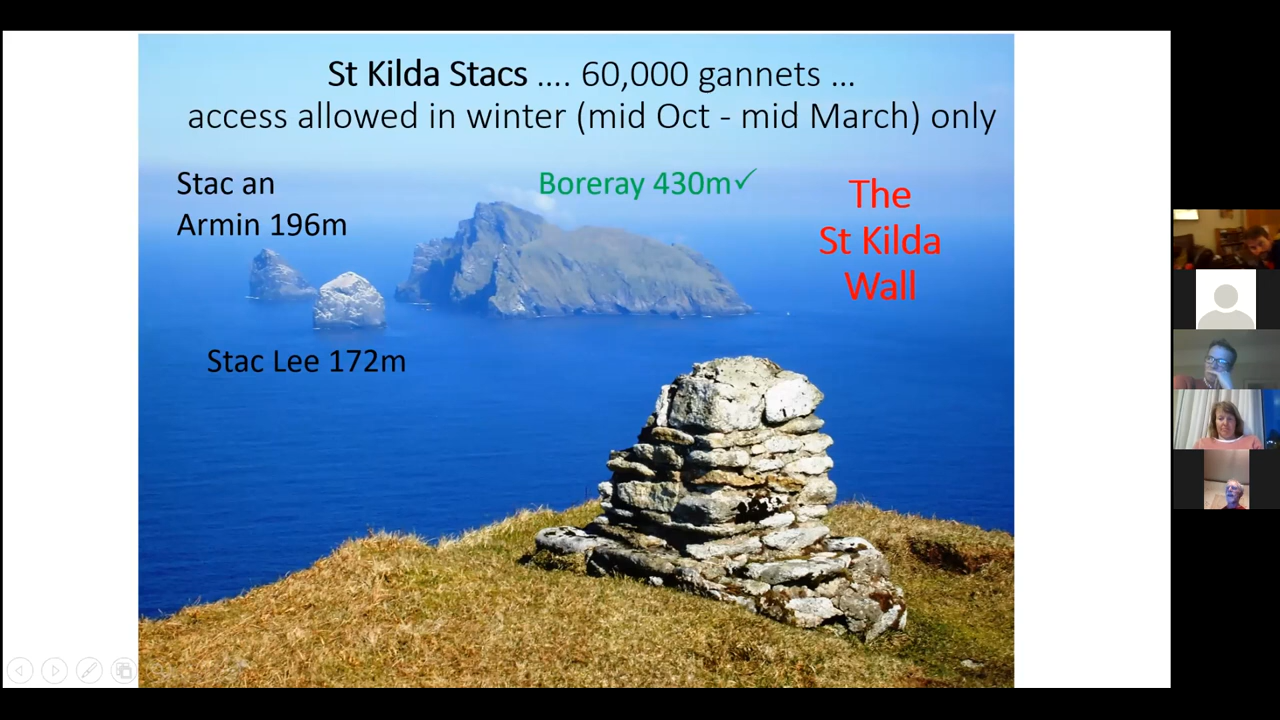 St Kilda Stacs .... 60,000 gannets ...
access allowed in winter (mid Oct - mid March) only
Stac an
Armin 196m
Boreray 430m✓
The
St Kilda
Wall
Stac Lee 172m